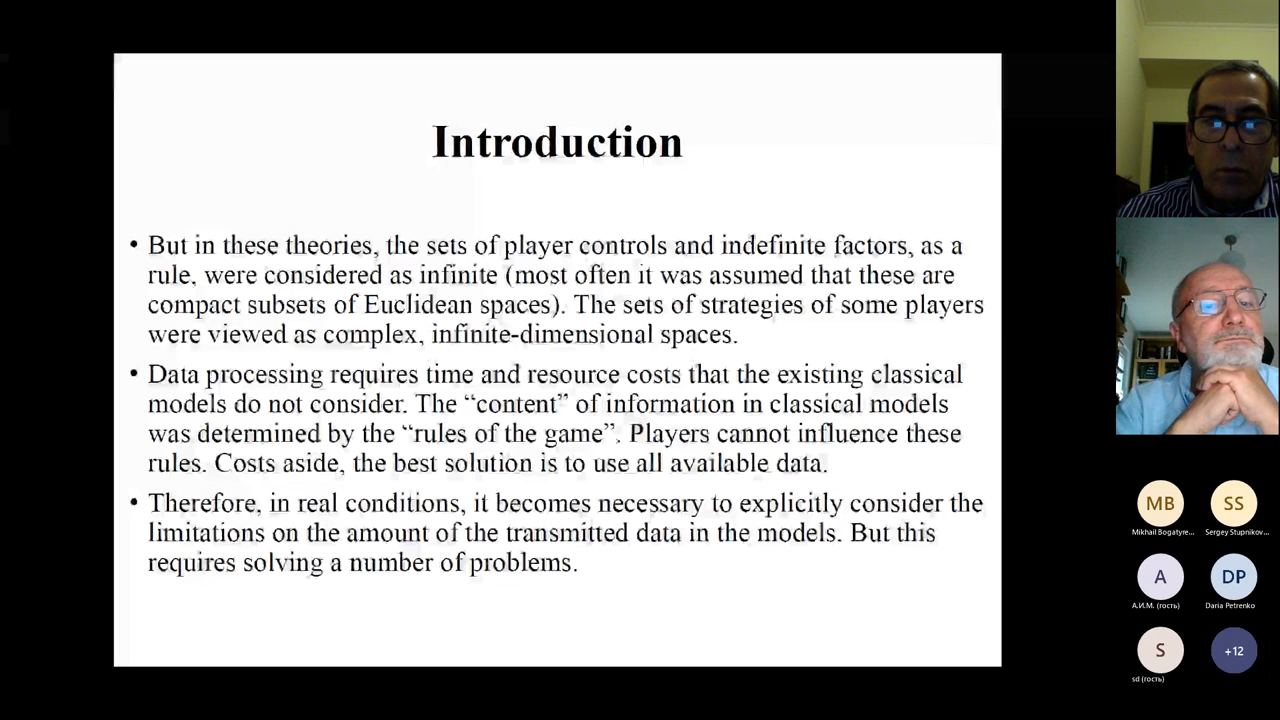 Introduction
• But in these theories, the sets of player controls and indefinite factors, as a
rule, were considered as infinite (most often it was assumed that these are
compact subsets of Euclidean spaces). The sets of strategies of some players
were viewed as complex, infinite-dimensional spaces.
• Data processing requires time and resource costs that the existing classical
models do not consider. The “content” of information in classical models
was determined by the “rules of the game”. Players cannot influence these
rules. Costs aside, the best solution is to use all available data.
• Therefore, in real conditions, it becomes necessary to explicitly consider the
limitations on the amount of the transmitted data in the models. But this
requires solving a number of problems.
MB
SS
Mikhail Bogatyre...
Sergey Stupnikov...
A
DP
А.И.М. (гость)
Daria Petrenko
S
+12
sd (гость)